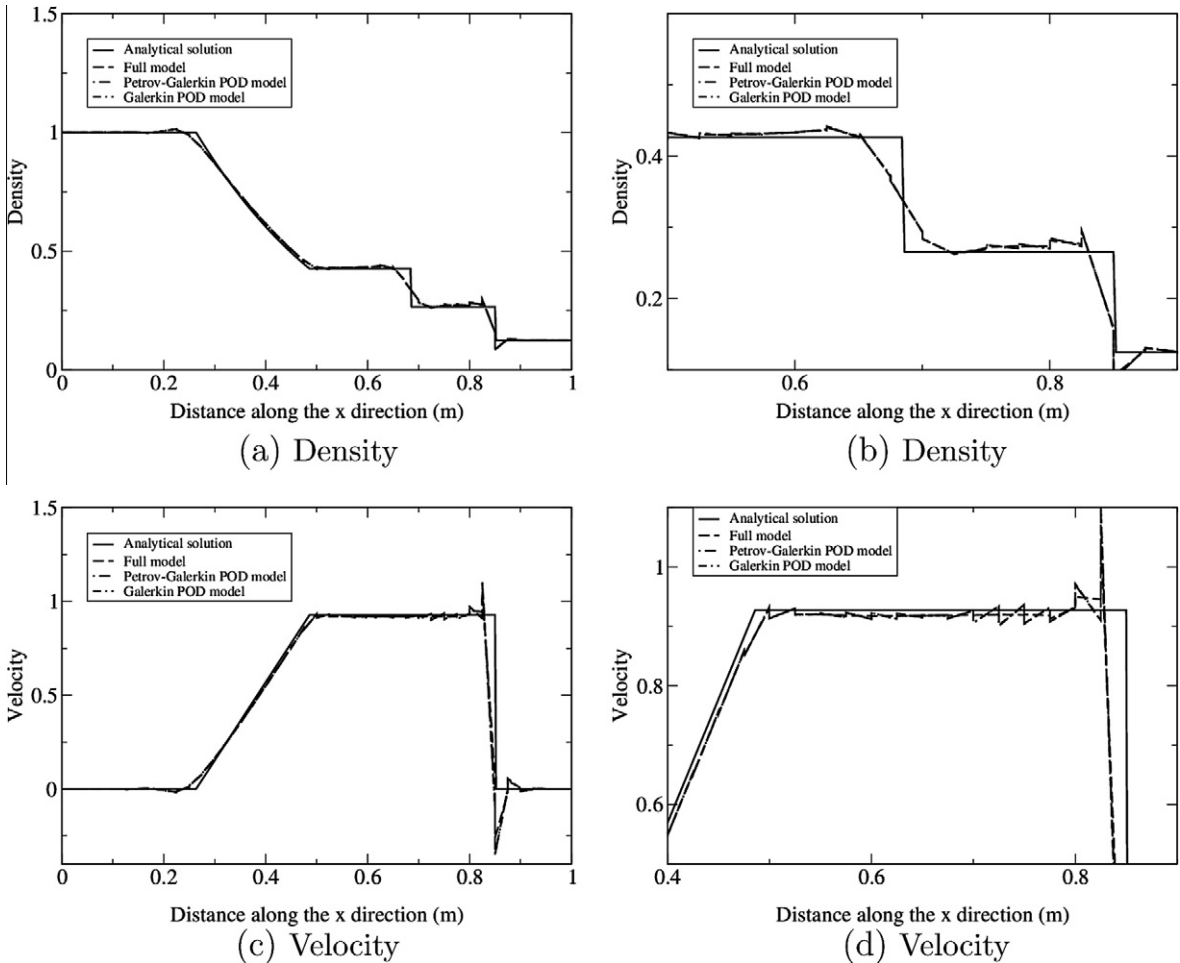 1.5
Analytical solution
Full model
Petrov-Galerkin POD model
Galerkin POD model
1
Density
0.5
0
0 0.2 0.4 0.6 0.8 1
Distance along the x direction (m)
(a) Density
Analytical solution
Full model
Petrov-Galerkin POD model
Galerkin POD model
0.4
Density
0.2
0.6 0.8
Distance along the x direction (m)
(b) Density
1.5
Analytical solution
Full model
Petrov-Galerkin POD model
Galerkin POD model
1
Velocity
0.5
0
0 0.2 0.4 0.6 0.8 1
Distance along the x direction (m)
(c) Velocity
Analytical solution
Full model
Petrov-Galerkin POD model
Galerkin POD model
1
Velocity
0.8
0.6
0.4 0.6 0.8
Distance along the x direction (m)
(d) Velocity